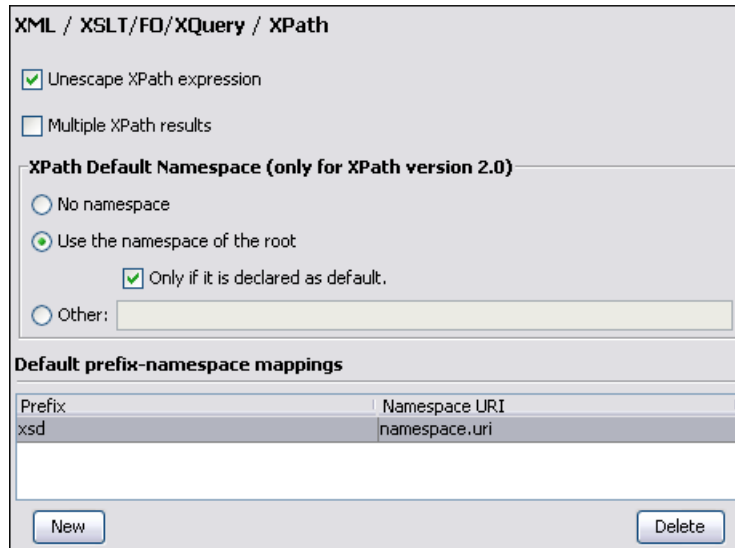 XML / XSLT/FO/XQuery / XPath
Unescape XPath expression
Multiple XPath results
XPath Default Namespace (only for XPath version 2.0)
No namespace
Use the namespace of the root
Only if it is declared as default.
Other:
Default prefix-namespace mappings
Prefix Namespace URI
xsd namespace.uri
New Delete